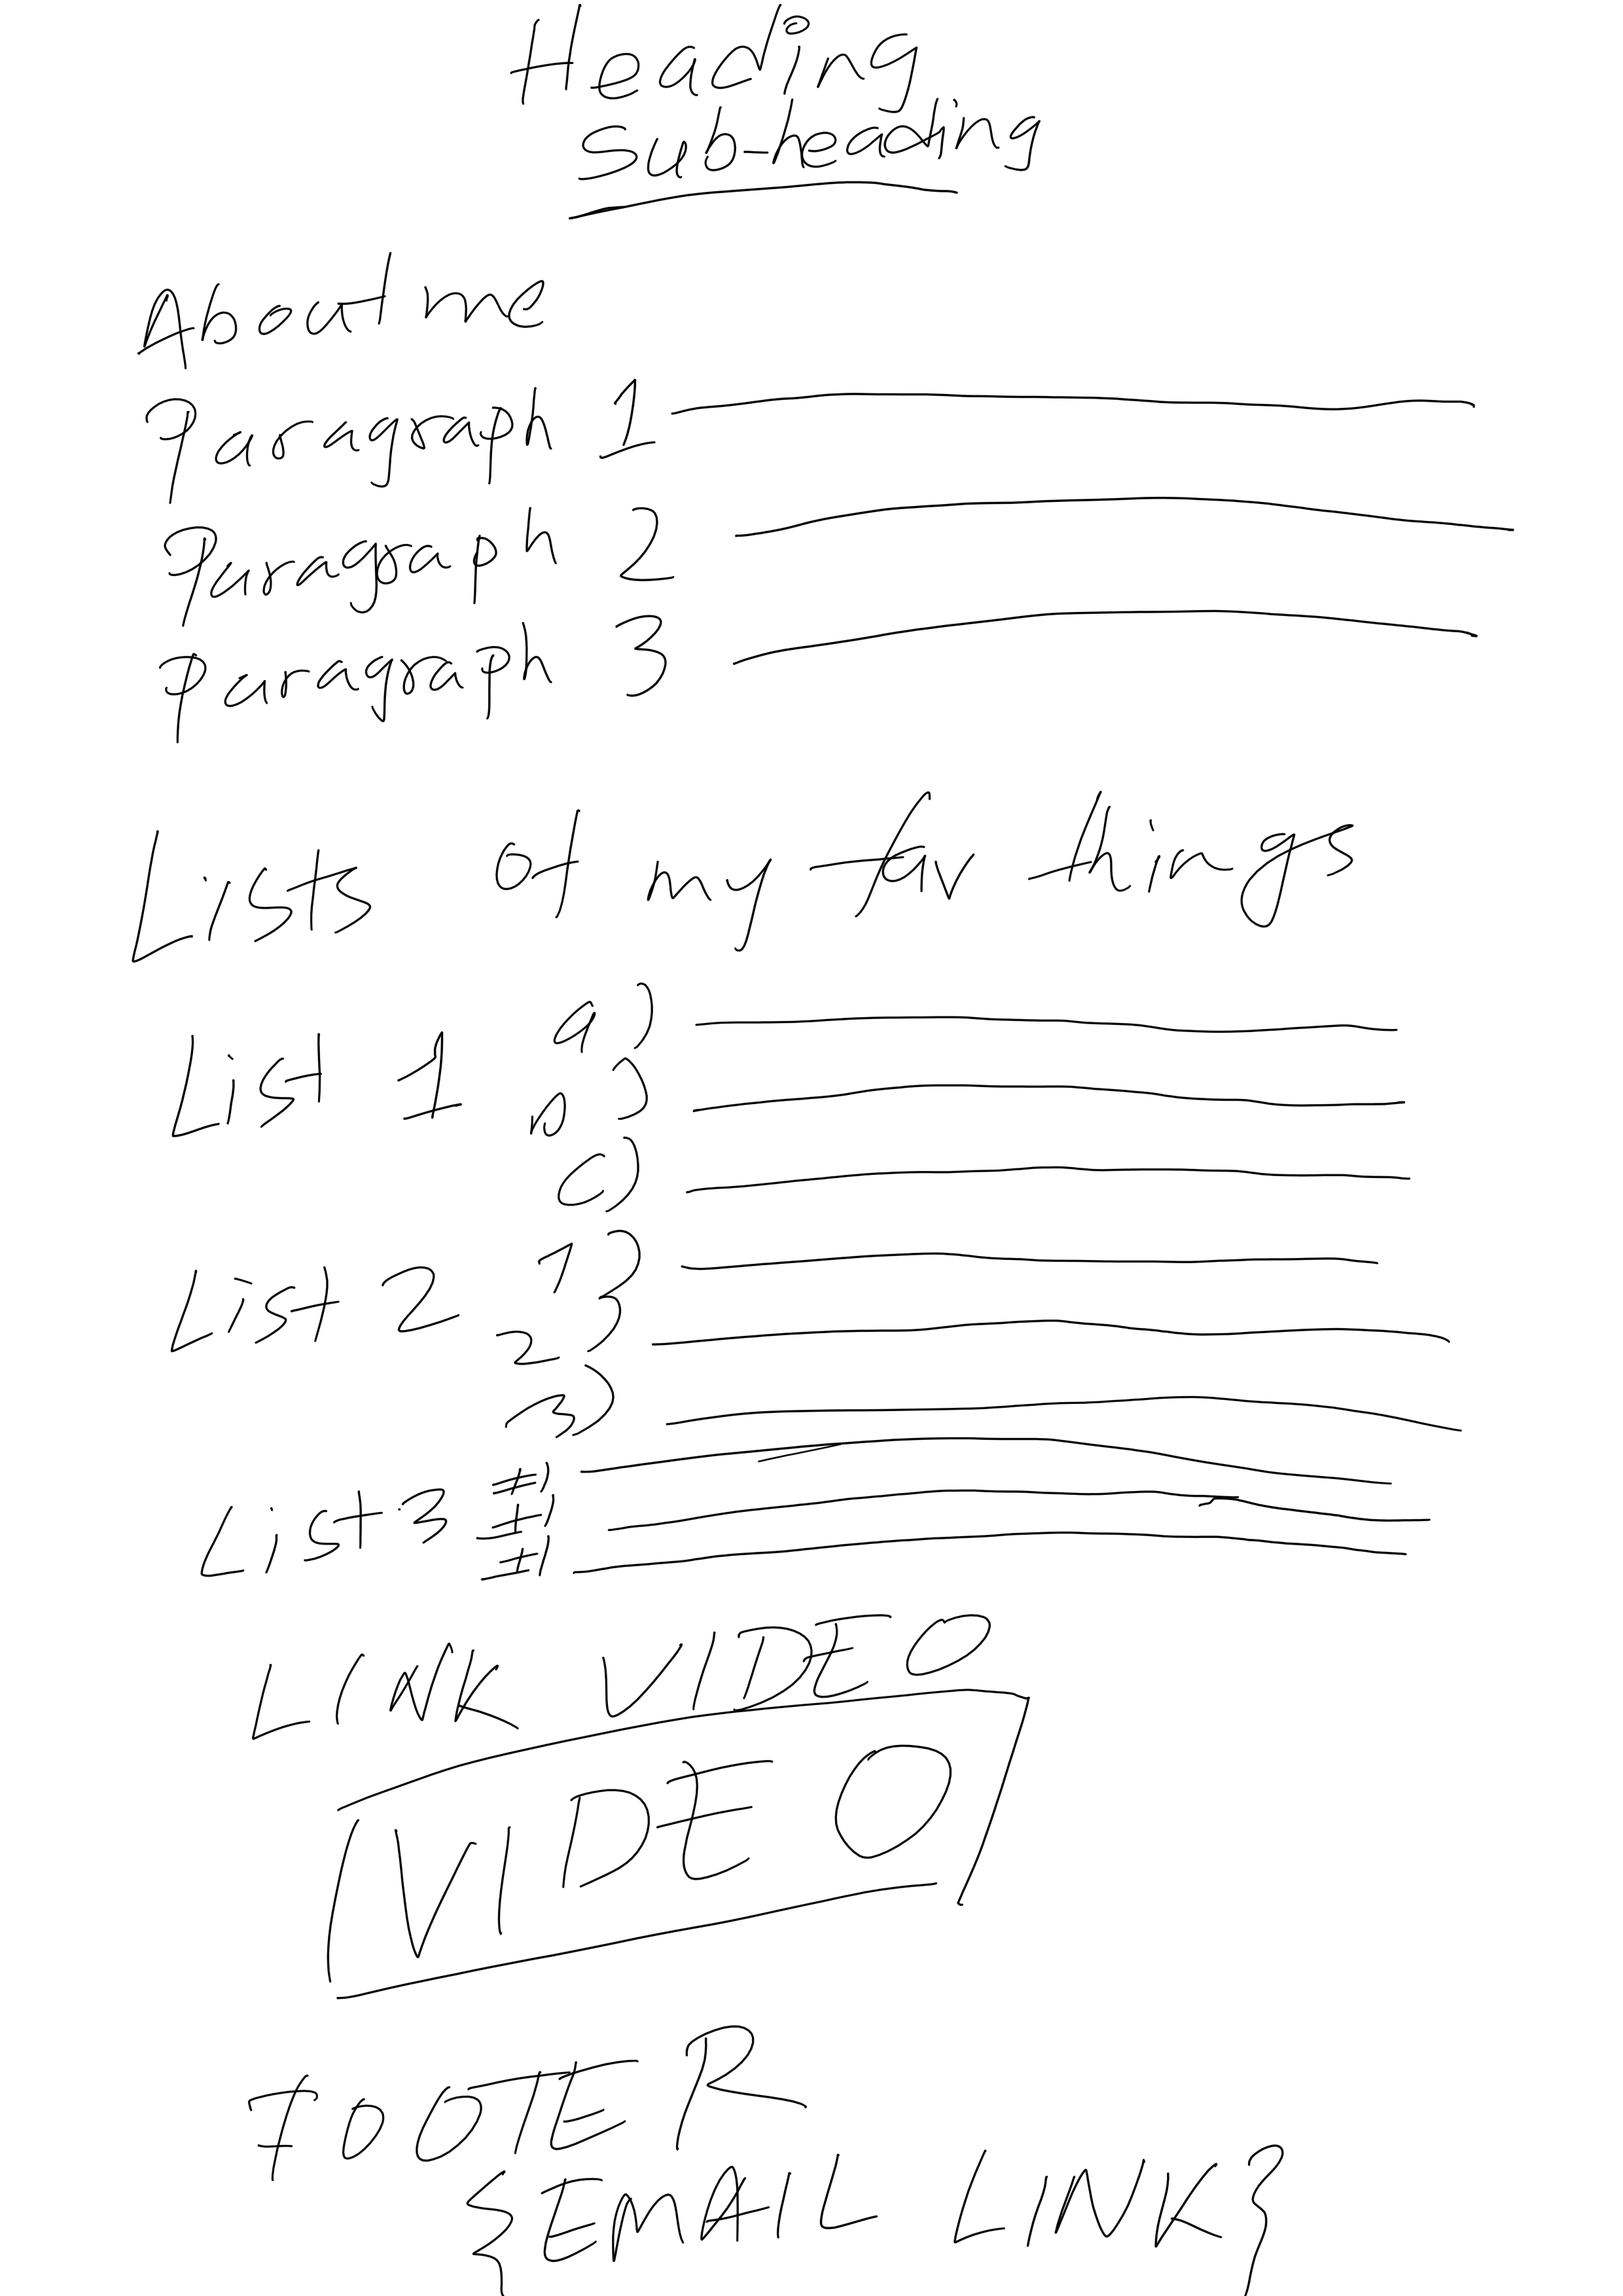 Heading
Sub-heading
About me
Paragraph 1
Paragraph 2
Paragraph 3
Lists of my fav things
List 1 a)
b)
c)
List 2 1)
2)
3)
List 3 #)
#)
#)
LINK VIDEO
VIDEO
FOOTER
{EMAIL LINK}